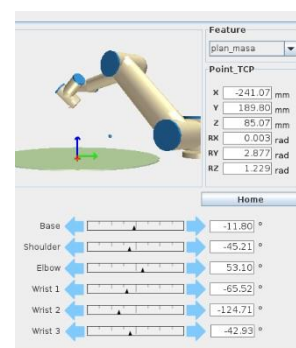 Feature
plan_masa
Point_TCP
X -241.07 mm
Y 189.80 mm
Z 85.07 mm
RX 0.003 rad
RY 2.877 rad
RZ 1.229 rad
Home
Base -11.80 °
Shoulder -45.21 °
Elbow 53.10 °
Wrist 1 -65.52 °
Wrist 2 -124.71 °
Wrist 3 -42.93 °